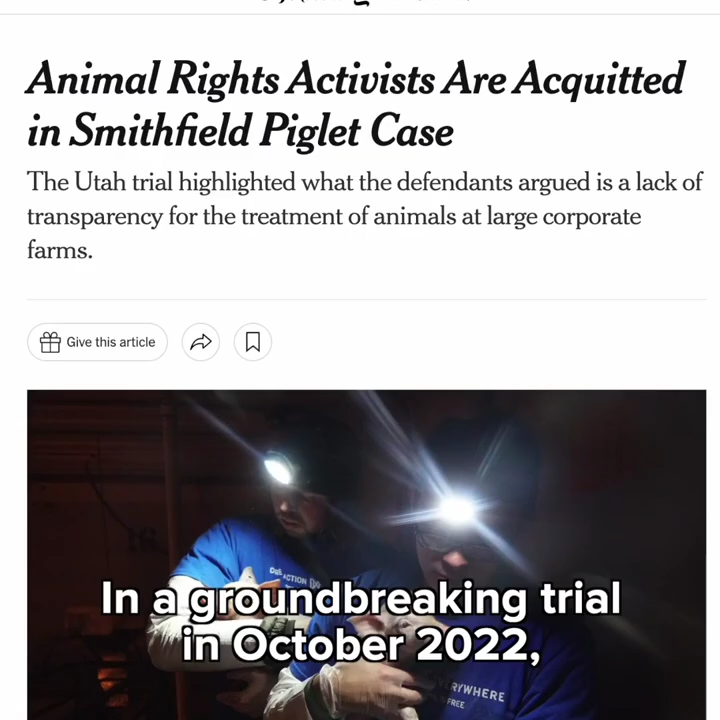 Animal Rights Activists Are Acquitted
in Smithfield Piglet Case
The Utah trial highlighted what the defendants argued is a lack of
transparency for the treatment of animals at large corporate
farms.
Give this article
In a groundbreaking trial
in October 2022,